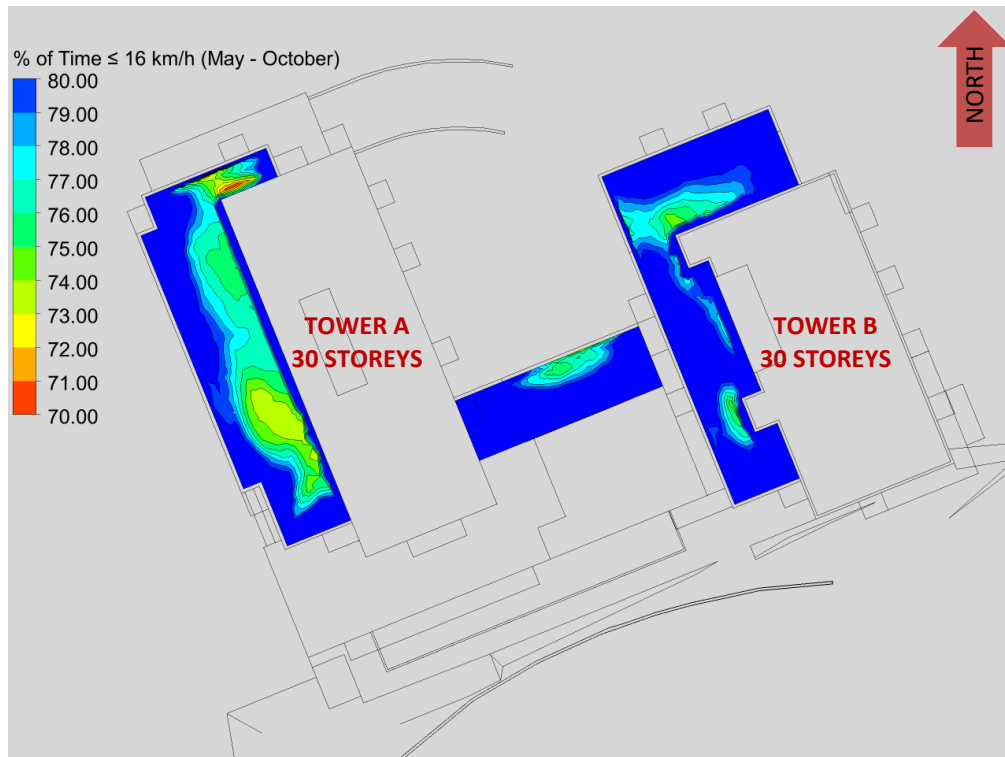 % of Time ≤ 16 km/h (May - October)
80.00
79.00
78.00
77.00
76.00
75.00
74.00
73.00
72.00
71.00
70.00
NORTH
TOWER A
30 STOREYS
TOWER B
30 STOREYS